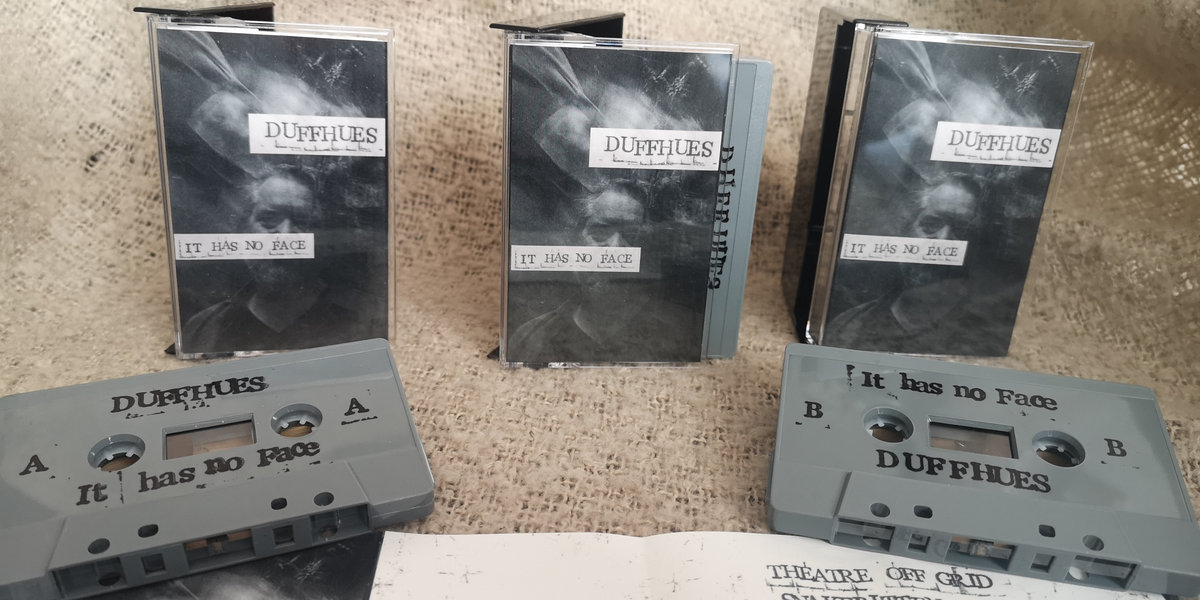 DUFFHUES
IT HAS NO FACE
DUFFHUES
IT HAS NO FACE
DUFFHUES
DUFFHUES
IT HAS NO FACE
DUFFHUES
A
A
It has no Face
It has no Face
B
B
DUFFHUES
THEATRE OFF GRID